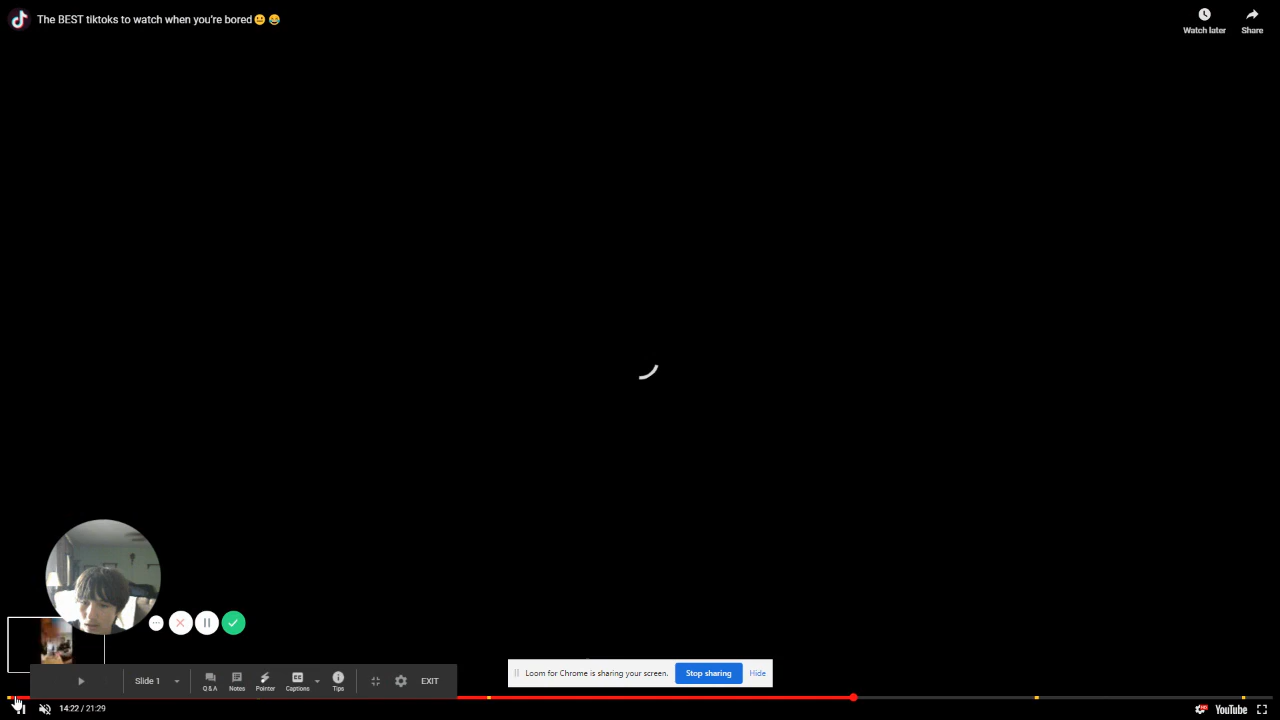 The BEST tiktoks to watch when you're bored😕 😂
Watch later
Share
Slide 1
Q & A
Notes
Pointer
Captions
Tips
EXIT
Loom for Chrome is sharing your screen.
Stop sharing
Hide
14:22 / 21:29
HD
YouTube